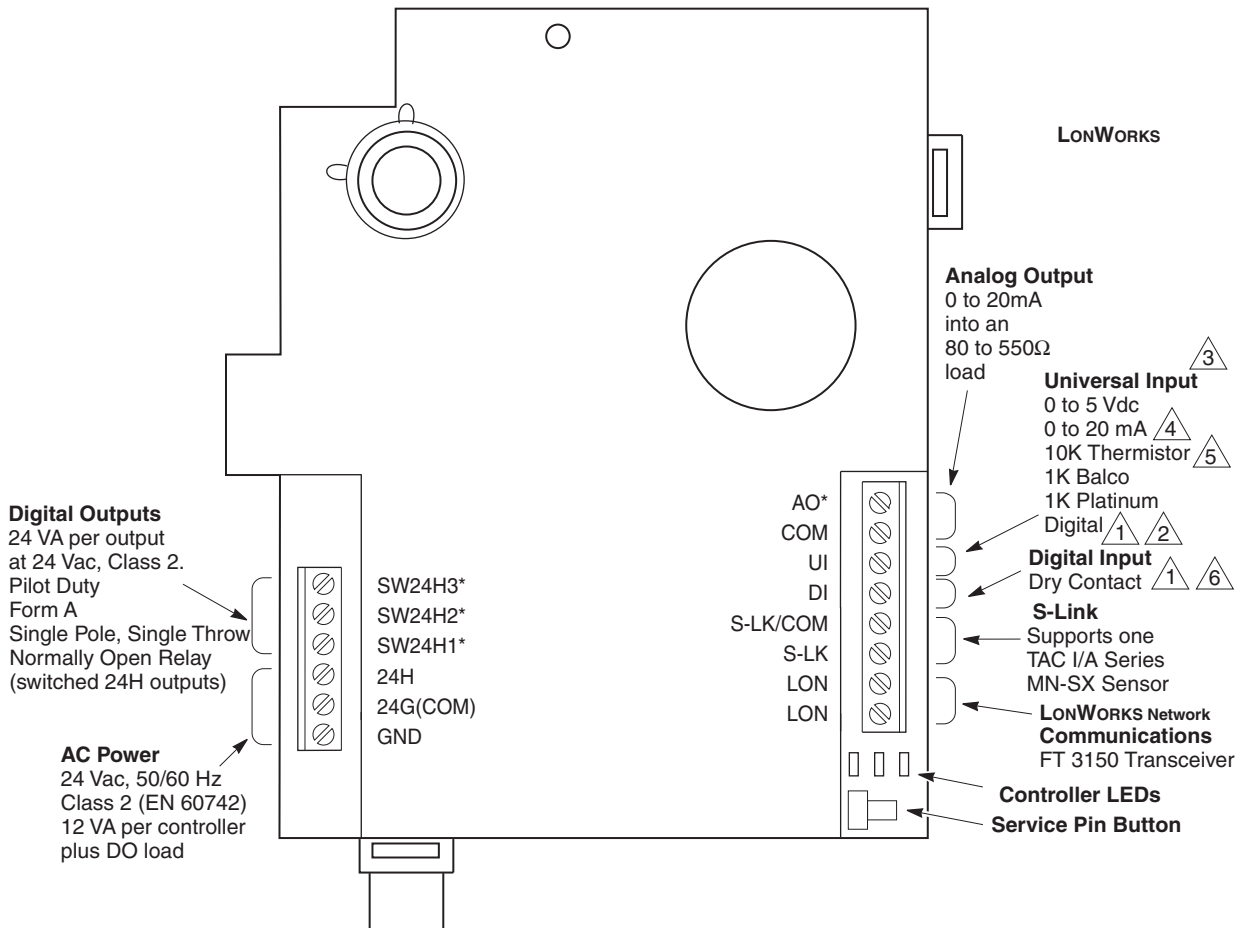 LONWORKS
Analog Output
0 to 20mA
into an
80 to 550Ω
load
3
Universal Input
0 to 5 Vdc
0 to 20 mA 4
10K Thermistor 5
1K Balco
1K Platinum
Digital 1 2
Digital Input
Dry Contact 1 6
S-Link
Supports one
TAC I/A Series
MN-SX Sensor
LONWORKS Network
Communications
FT 3150 Transceiver
Controller LEDs
Service Pin Button
AO*
COM
UI
DI
S-LK/COM
S-LK
LON
LON
Digital Outputs
24 VA per output
at 24 Vac, Class 2.
Pilot Duty
Form A
Single Pole, Single Throw
Normally Open Relay
(switched 24H outputs)
SW24H3*
SW24H2*
SW24H1*
24H
24G(COM)
GND
AC Power
24 Vac, 50/60 Hz
Class 2 (EN 60742)
12 VA per controller
plus DO load